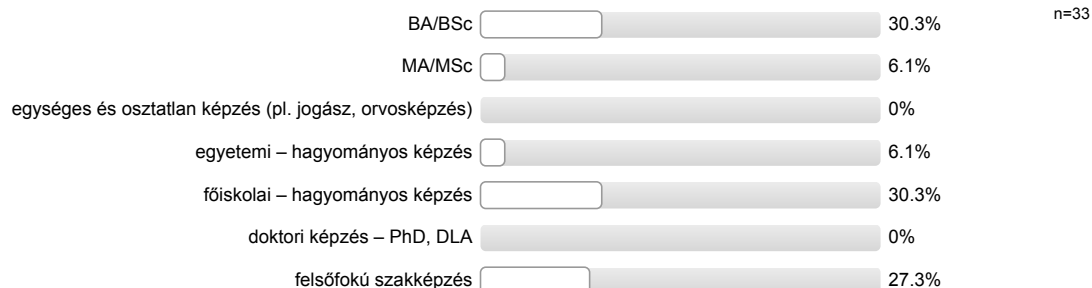 BA/BSc 30.3% n=33
MA/MSc 6.1%
egységes és osztatlan képzés (pl. jogász, orvosképzés) 0%
egyetemi – hagyományos képzés 6.1%
főiskolai – hagyományos képzés 30.3%
doktori képzés – PhD, DLA 0%
felsőfokú szakképzés 27.3%